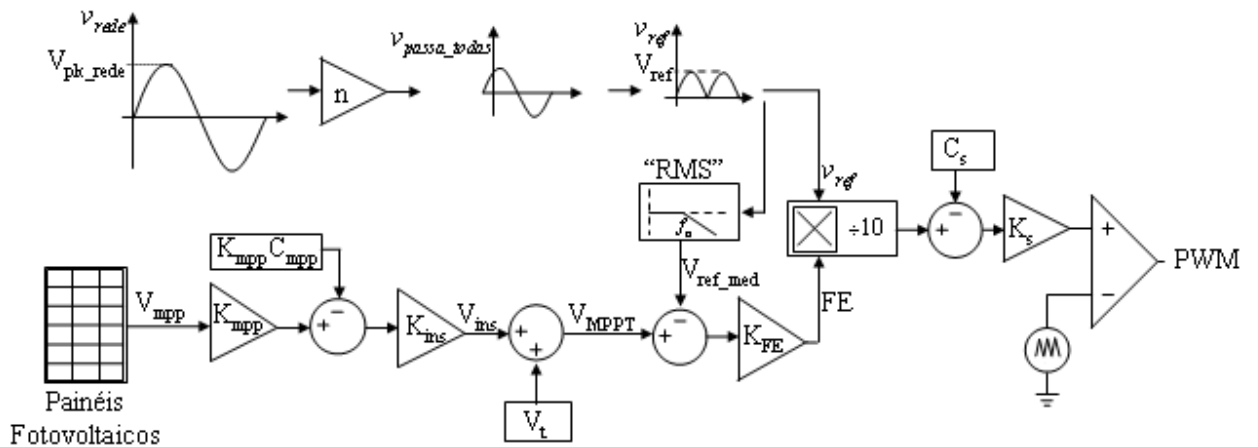 v_rede
V_pk_rede
n
v_passa_todas
v_ref
V_ref
"RMS"
f_o
v_ref
C_s
÷10
+
−
K_s
+
−
PWM
K_mpp C_mpp
V_ref_med
FE
V_mpp
K_mpp
+
−
K_ins
V_ins
+
+
V_MPPT
+
−
K_FE
V_t
Painéis
Fotovoltaicos